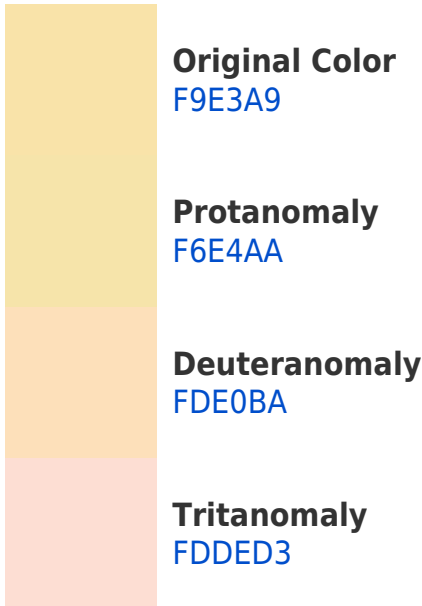 Original Color
F9E3A9
Protanomaly
F6E4AA
Deuteranomaly
FDE0BA
Tritanomaly
FDDED3